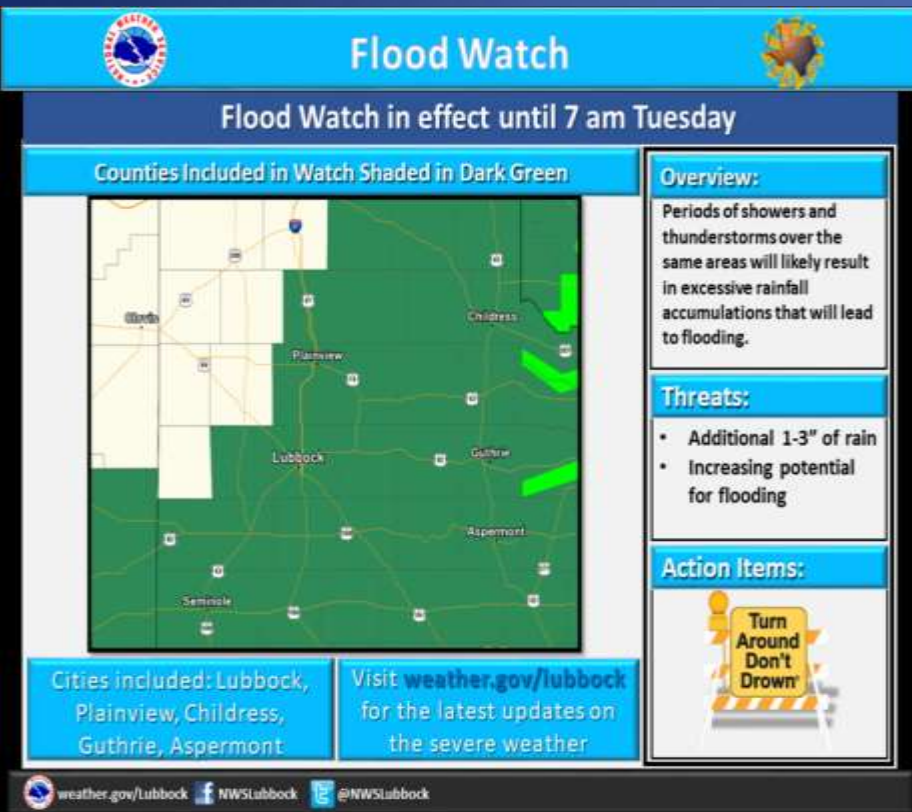 Flood Watch
Flood Watch in effect until 7 am Tuesday
Counties Included in Watch Shaded in Dark Green
Clovis
Plainview
Childress
Lubbock
Guthrie
Aspermont
Seminole
Overview:
Periods of showers and
thunderstorms over the
same areas will likely result
in excessive rainfall
accumulations that will lead
to flooding.
Threats:
• Additional 1-3” of rain
• Increasing potential
for flooding
Action Items:
Turn
Around
Don't
Drown
Cities included: Lubbock,
Plainview, Childress,
Guthrie, Aspermont
Visit weather.gov/lubbock
for the latest updates on
the severe weather
weather.gov/Lubbock NWSLubbock @NWSLubbock